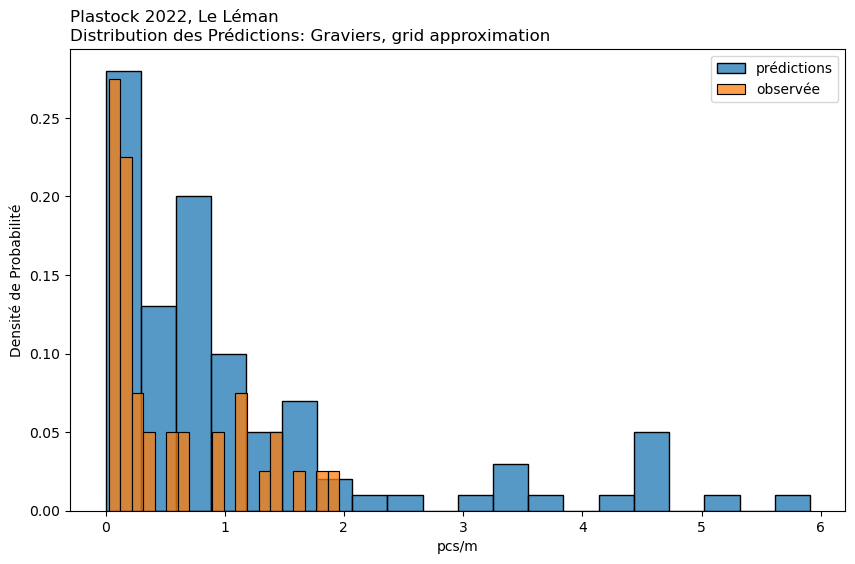 Plastock 2022, Le Léman
Distribution des Prédictions: Graviers, grid approximation
prédictions
observée
Densité de Probabilité
0.25
0.20
0.15
0.10
0.05
0.00
0 1 2 3 4 5 6
pcs/m